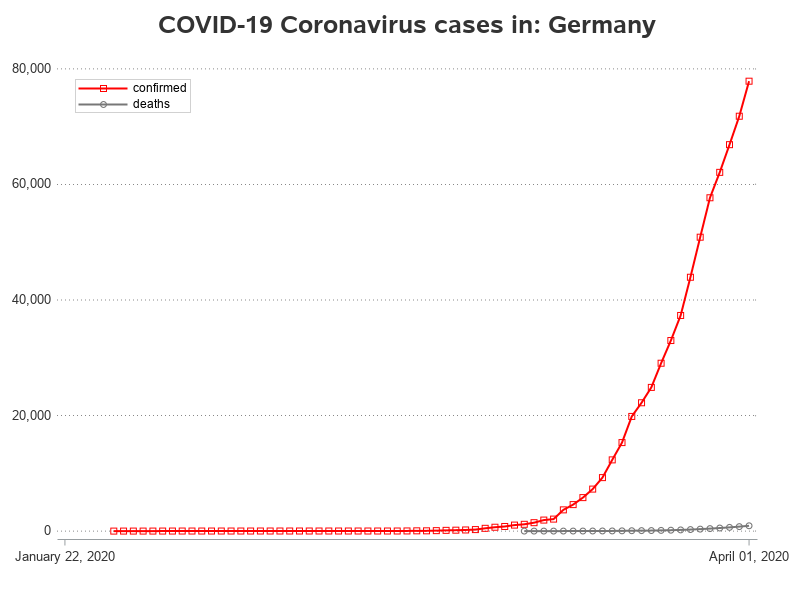 COVID-19 Coronavirus cases in: Germany
80,000
confirmed
deaths
60,000
40,000
20,000
0
January 22, 2020
April 01, 2020